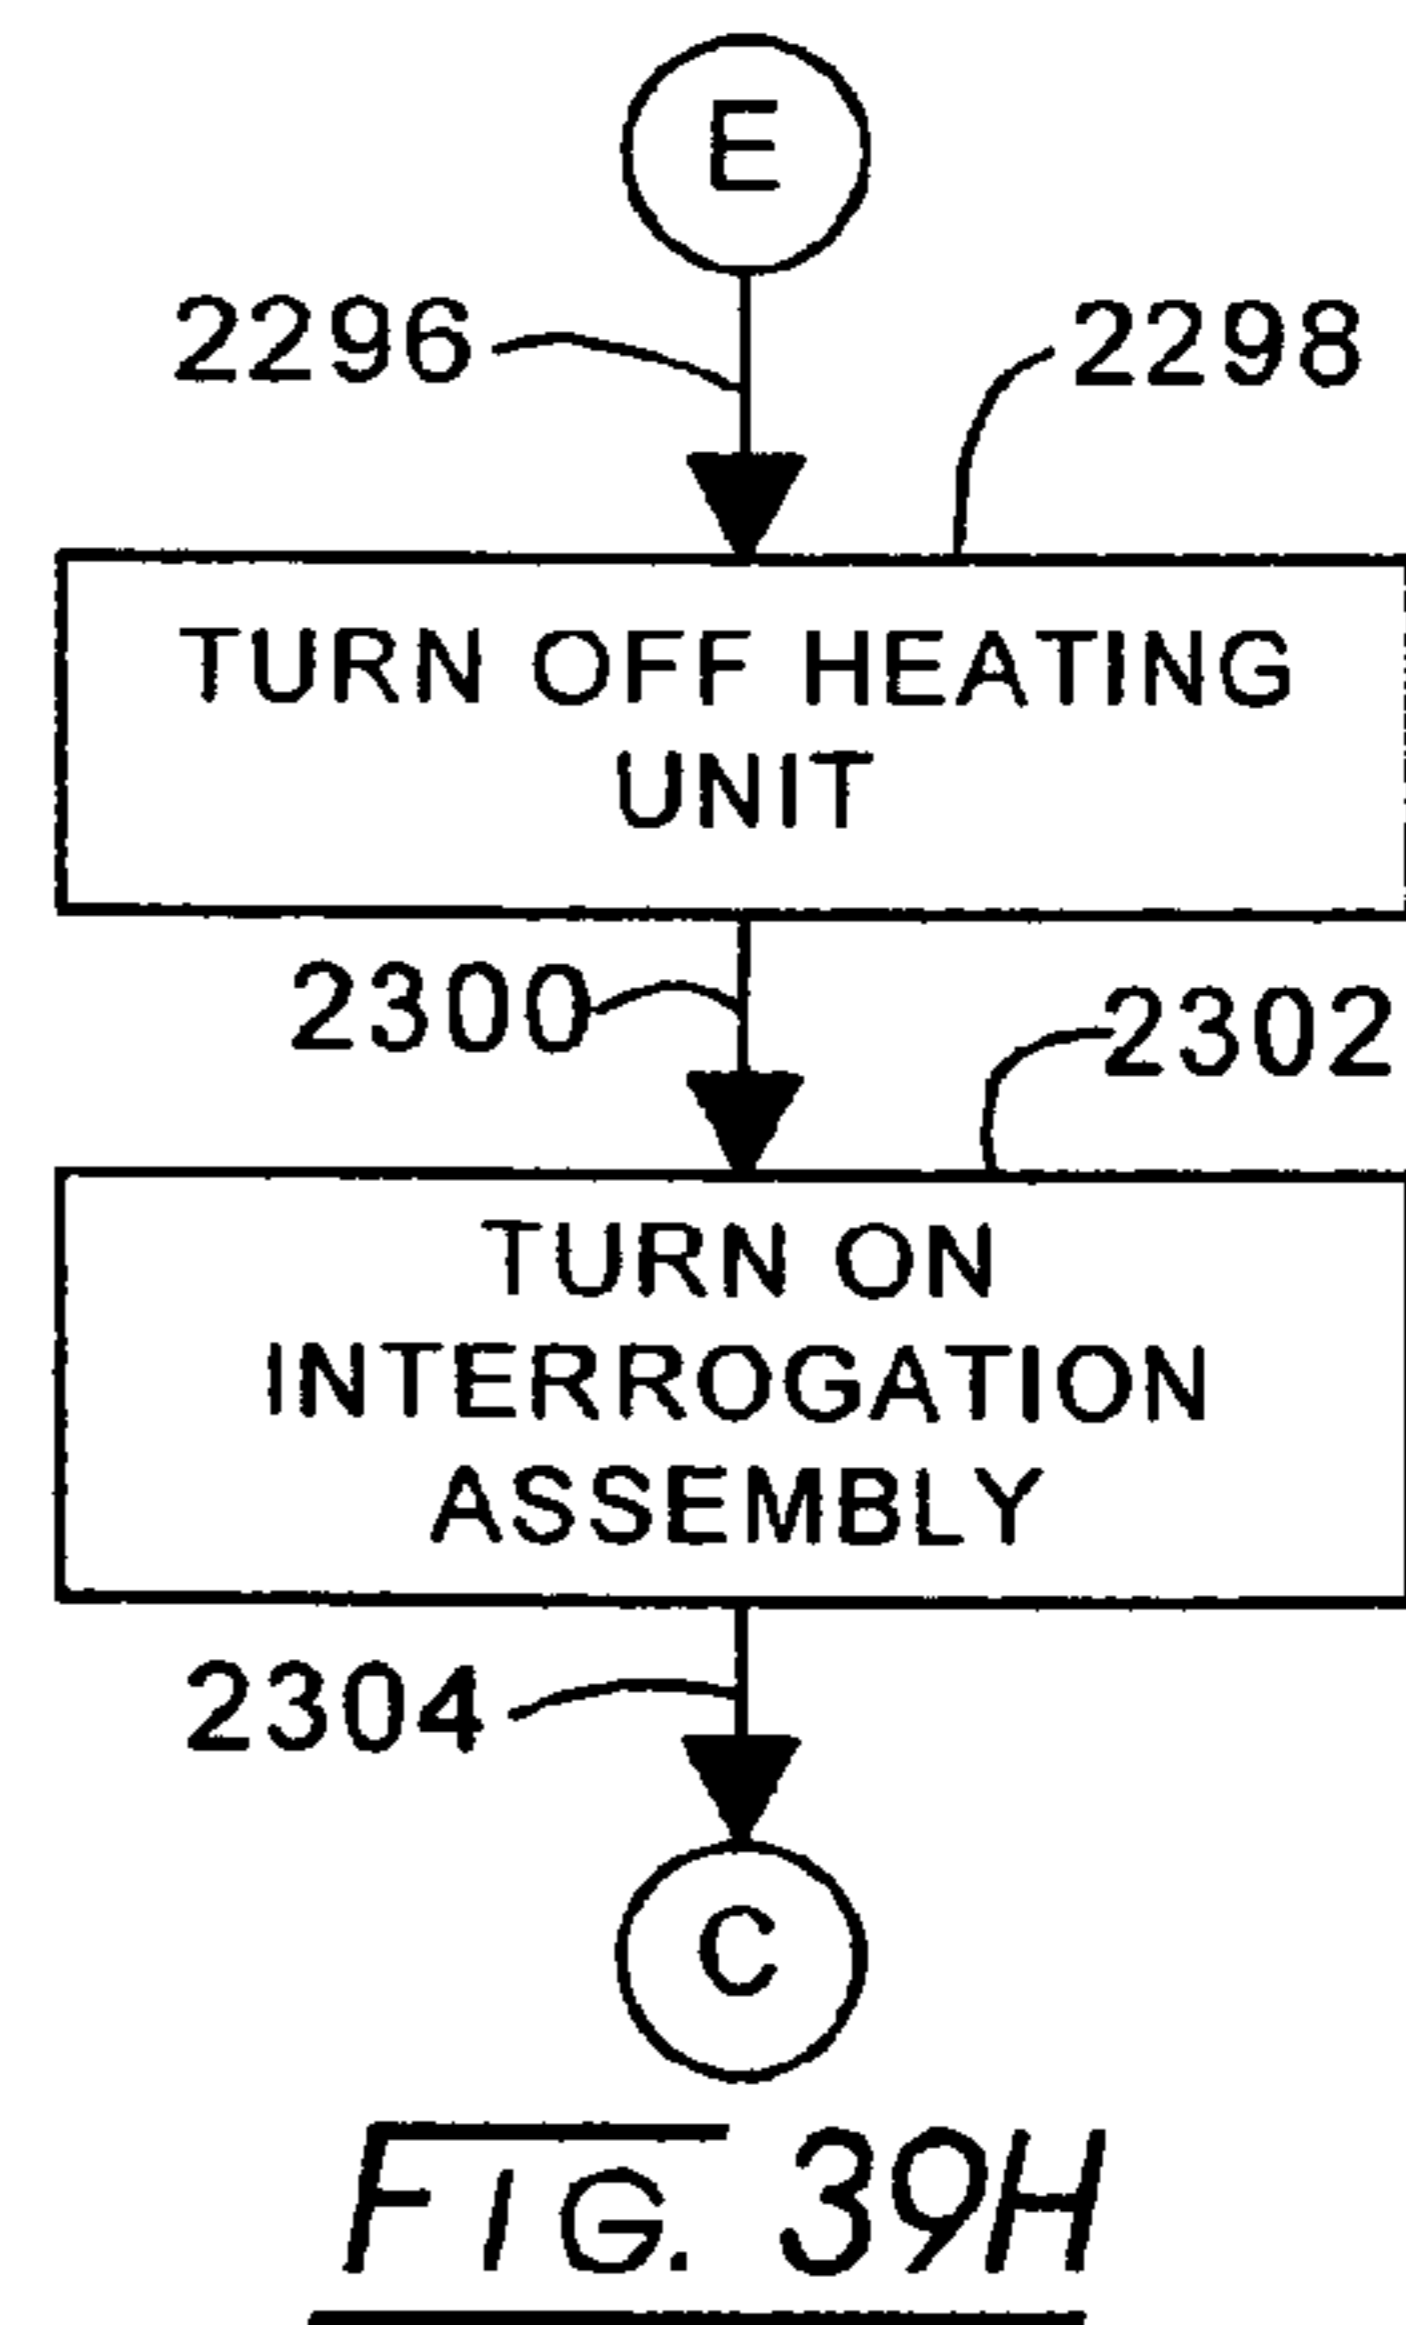 E
2296
2298
TURN OFF HEATING
UNIT
2300
2302
TURN ON
INTERROGATION
ASSEMBLY
2304
C
FIG. 39H